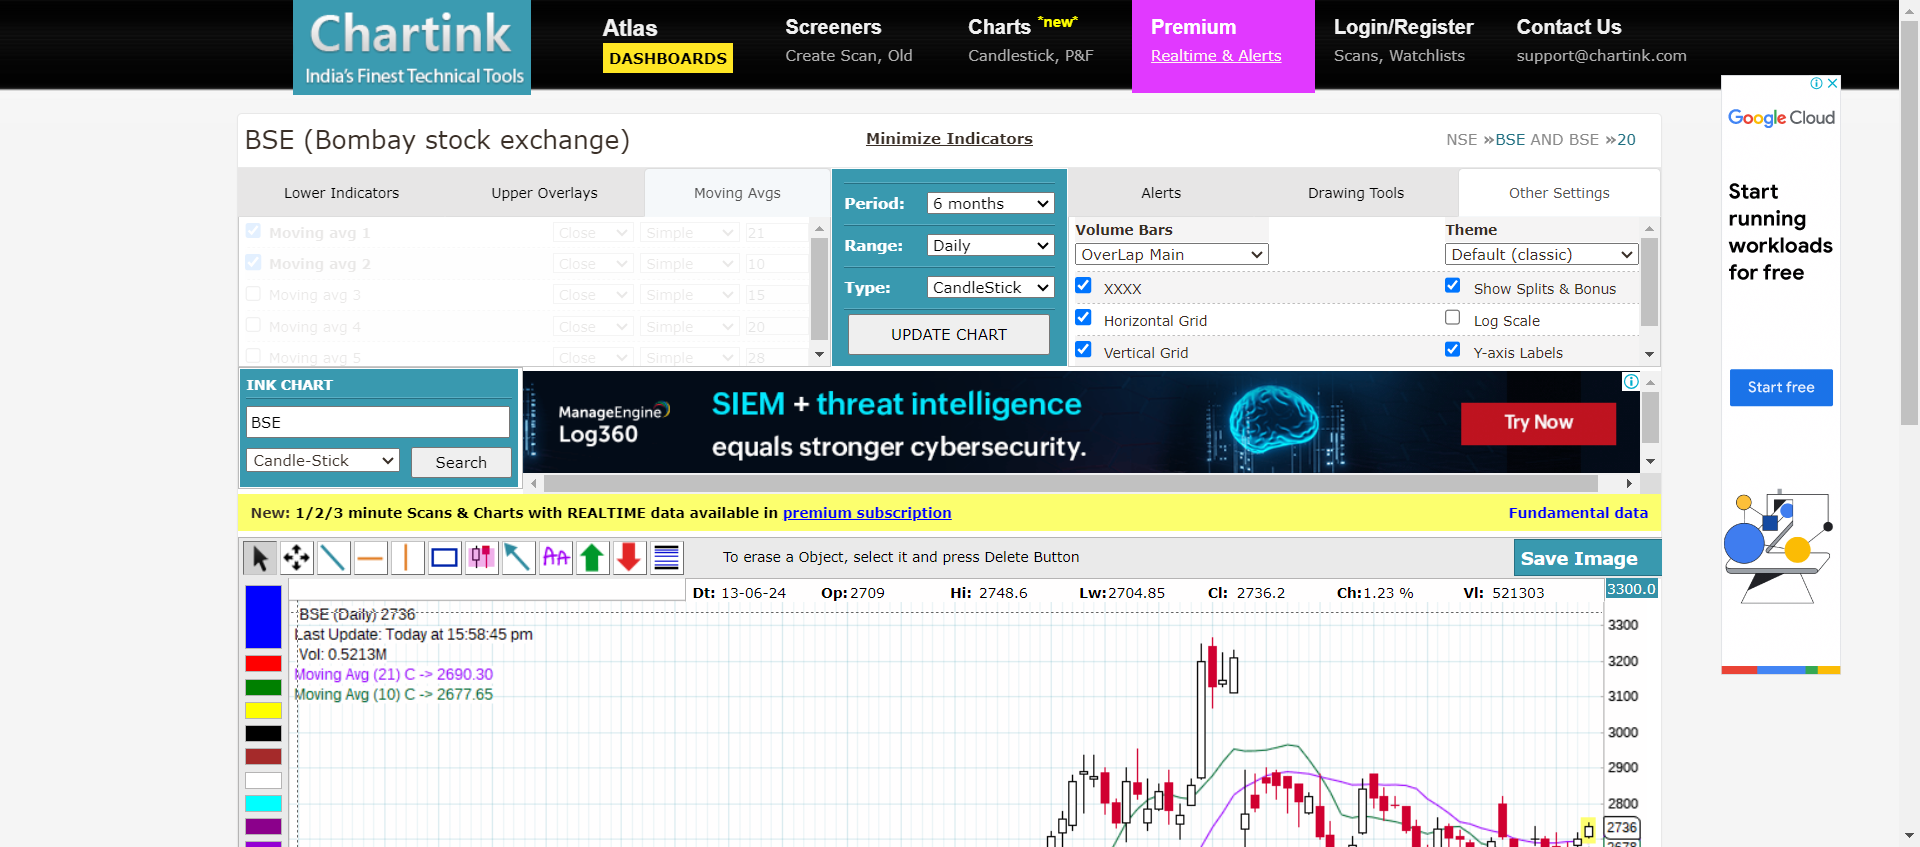 Chartink
India's Finest Technical Tools
Atlas
DASHBOARDS
Screeners
Create Scan, Old
Charts *new*
Candlestick, P&F
Premium
Realtime & Alerts
Login/Register
Scans, Watchlists
Contact Us
support@chartink.com
BSE (Bombay stock exchange)
Minimize Indicators
NSE »BSE AND BSE »20
Lower Indicators
Upper Overlays
Moving Avgs
Moving avg 1 Close Simple 21
Moving avg 2 Close Simple 10
Moving avg 3 Close Simple 15
Moving avg 4 Close Simple 20
Moving avg 5 Close Simple 28
Period: 6 months
Range: Daily
Type: CandleStick
UPDATE CHART
Alerts
Drawing Tools
Other Settings
Volume Bars
OverLap Main
Theme
Default (classic)
XXXX
Show Splits & Bonus
Horizontal Grid
Log Scale
Vertical Grid
Y-axis Labels
INK CHART
BSE
Candle-Stick
Search
ManageEngine
Log360
SIEM + threat intelligence
equals stronger cybersecurity.
Try Now
New: 1/2/3 minute Scans & Charts with REALTIME data available in premium subscription
Fundamental data
AA
To erase a Object, select it and press Delete Button
Save Image
Dt: 13-06-24 Op:2709 Hi: 2748.6 Lw:2704.85 Cl: 2736.2 Ch:1.23 % Vl: 521303
3300.0
BSE (Daily) 2736
Last Update: Today at 15:58:45 pm
Vol: 0.5213M
Moving Avg (21) C -> 2690.30
Moving Avg (10) C -> 2677.65
3300
3200
3100
3000
2900
2800
2736
2678
Google Cloud
Start
running
workloads
for free
Start free